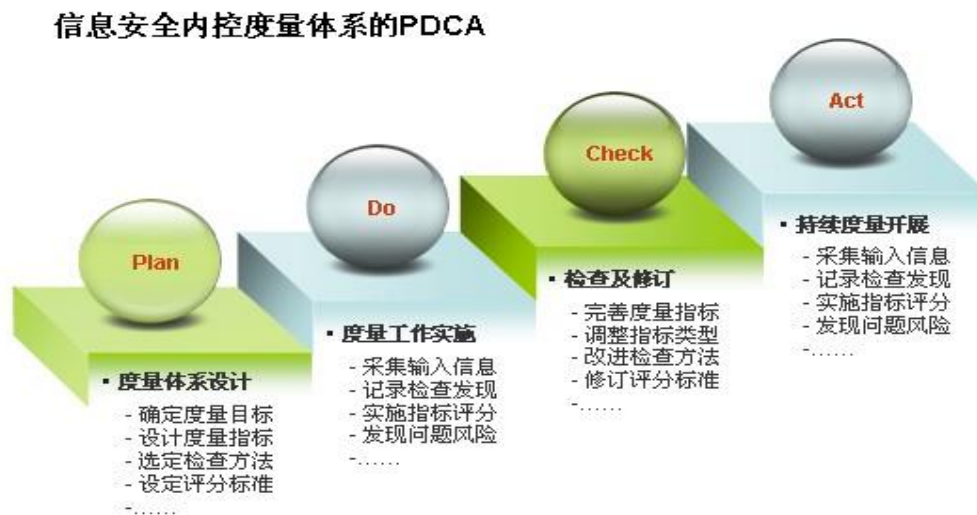 信息安全内控度量体系的PDCA
Plan
▪ 度量体系设计
- 确定度量目标
- 设计度量指标
- 选定检查方法
- 设定评分标准
-……
Do
▪ 度量工作实施
- 采集输入信息
- 记录检查发现
- 实施指标评分
- 发现问题风险
-……
Check
▪ 检查及修订
- 完善度量指标
- 调整指标类型
- 改进检查方法
- 修订评分标准
-……
Act
▪ 持续度量开展
- 采集输入信息
- 记录检查发现
- 实施指标评分
- 发现问题风险
-……